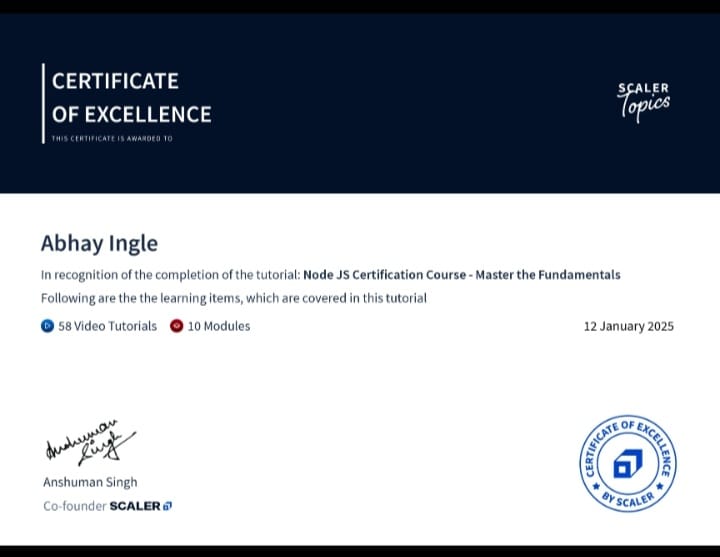 CERTIFICATE
OF EXCELLENCE
THIS CERTIFICATE IS AWARDED TO
SCALER
Topics
Abhay Ingle
In recognition of the completion of the tutorial: Node JS Certification Course - Master the Fundamentals
Following are the the learning items, which are covered in this tutorial
58 Video Tutorials 10 Modules
12 January 2025
Anshuman
Singh
Anshuman Singh
Co-founder SCALER
CERTIFICATE OF EXCELLENCE
BY SCALER